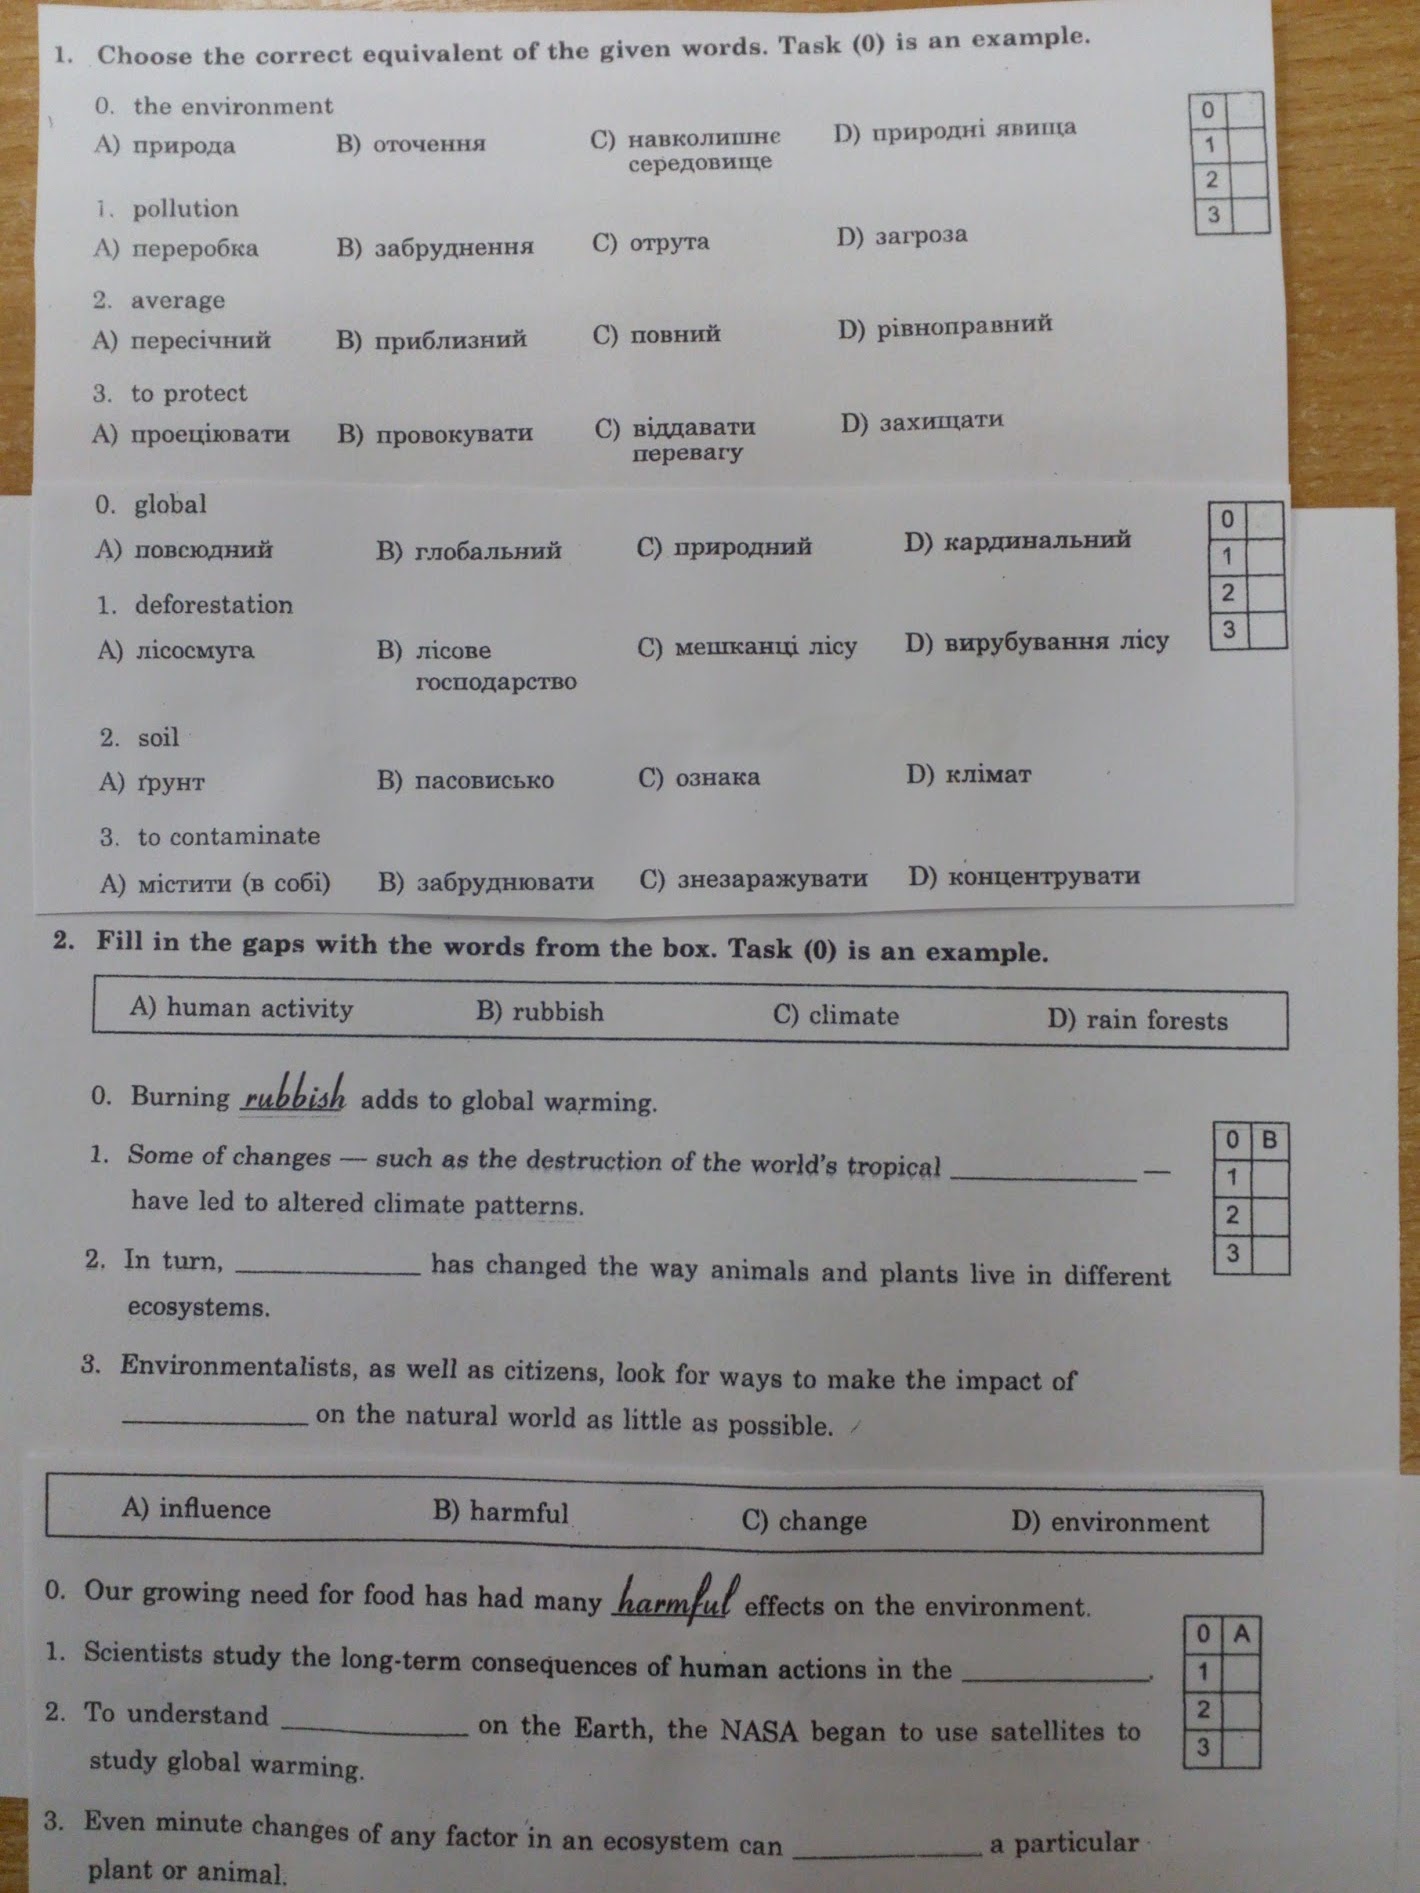 1. Choose the correct equivalent of the given words. Task (0) is an example.
0. the environment
A) природа B) оточення C) навколишнє середовище D) природні явища
1. pollution
A) переробка B) забруднення C) отрута D) загроза
2. average
A) пересічний B) приблизний C) повний D) рівноправний
3. to protect
A) проеціювати B) провокувати C) віддавати перевагу D) захищати
0
1
2
3
0. global
A) повсюдний B) глобальний C) природний D) кардинальний
1. deforestation
A) лісосмуга B) лісове господарство C) мешканці лісу D) вирубування лісу
2. soil
A) ґрунт B) пасовисько C) ознака D) клімат
3. to contaminate
A) містити (в собі) B) забруднювати C) знезаражувати D) концентрувати
0
1
2
3
2. Fill in the gaps with the words from the box. Task (0) is an example.
A) human activity B) rubbish C) climate D) rain forests
0. Burning rubbish adds to global warming.
1. Some of changes — such as the destruction of the world's tropical ____________ —
have led to altered climate patterns.
2. In turn, ____________ has changed the way animals and plants live in different
ecosystems.
3. Environmentalists, as well as citizens, look for ways to make the impact of
____________ on the natural world as little as possible.
0 B
1
2
3
A) influence B) harmful C) change D) environment
0. Our growing need for food has had many harmful effects on the environment.
1. Scientists study the long-term consequences of human actions in the ____________.
2. To understand ____________ on the Earth, the NASA began to use satellites to
study global warming.
3. Even minute changes of any factor in an ecosystem can ____________ a particular
plant or animal.
0 A
1
2
3